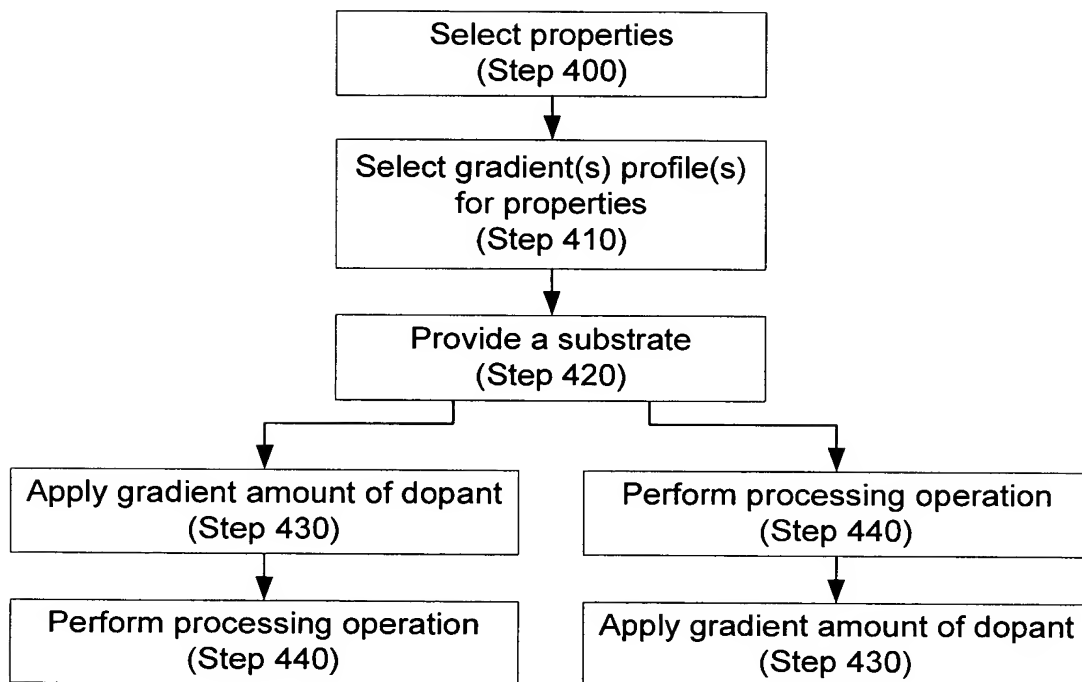 Select properties
(Step 400)
Select gradient(s) profile(s)
for properties
(Step 410)
Provide a substrate
(Step 420)
Apply gradient amount of dopant
(Step 430)
Perform processing operation
(Step 440)
Perform processing operation
(Step 440)
Apply gradient amount of dopant
(Step 430)